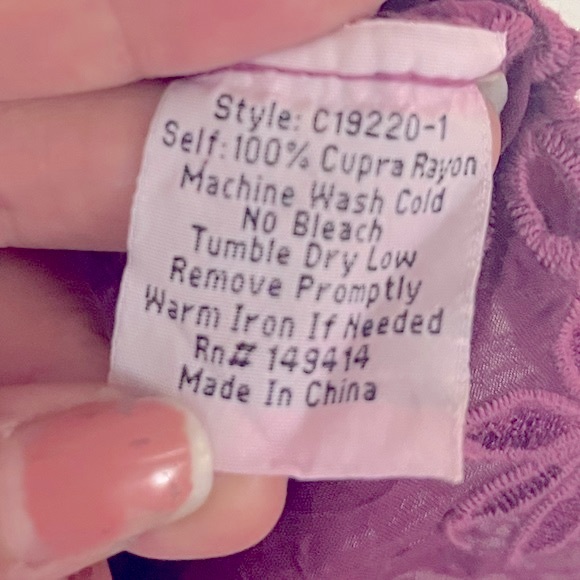 Style: C19220-1
Self:100% Cupra Rayon
Machine Wash Cold
No Bleach
Tumble Dry Low
Remove Promptly
Warm Iron If Needed
Rn# 149414
Made In China